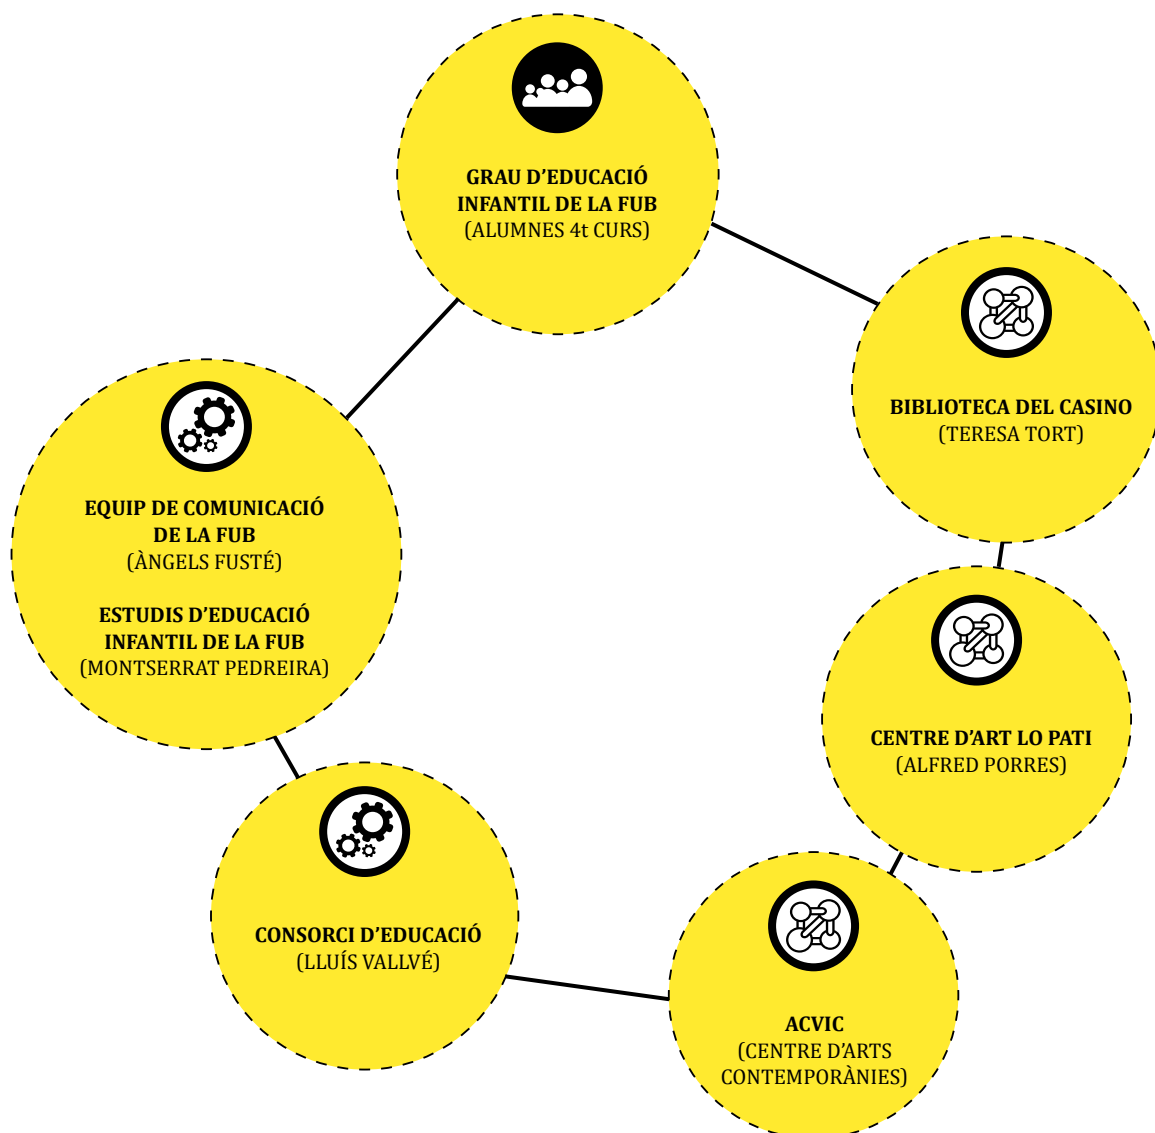 GRAU D’EDUCACIÓ
INFANTIL DE LA FUB
(ALUMNES 4t CURS)
BIBLIOTECA DEL CASINO
(TERESA TORT)
EQUIP DE COMUNICACIÓ
DE LA FUB
(ÀNGELS FUSTÉ)
ESTUDIS D’EDUCACIÓ
INFANTIL DE LA FUB
(MONTSERRAT PEDREIRA)
CENTRE D’ART LO PATI
(ALFRED PORRES)
CONSORCI D’EDUCACIÓ
(LLUÍS VALLVÉ)
ACVIC
(CENTRE D’ARTS
CONTEMPORÀNIES)